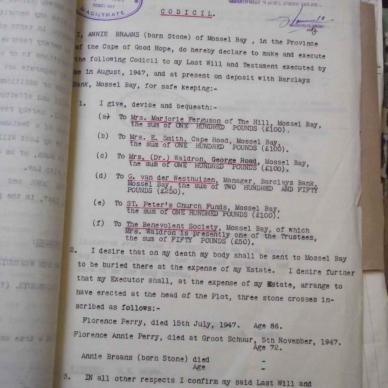 MAGISTRATE
CODICIL.
I, ANNIE BRAANS (born Stone) of Mossel Bay, in the Province
of the Cape of Good Hope, do hereby declare to make and execute
the following Codicil to my Last Will and Testament executed by
me in August, 1947, and at present on deposit with Barclays
Bank, Mossel Bay, for safe keeping:-
1. I give, devise and bequeath:-
(a) To Mrs. Marjorie Ferguson of The Hill, Mossel Bay,
the sum of ONE HUNDRED POUNDS (£100).
(b) To Mrs. E. Smith, Cape Road, Mossel Bay,
the sum of ONE HUNDRED POUNDS (£100).
(c) To Mrs. (Dr.) Waldron, George Road, Mossel Bay,
the sum of ONE HUNDRED POUNDS (£100).
(d) To G. van der Westhuizen, Manager, Barclays Bank,
Mossel Bay, the sum of TWO HUNDRED AND FIFTY
POUNDS (£250).
(e) To ST. Peter's Church Funds, Mossel Bay,
the sum of ONE HUNDRED POUNDS (£100).
(f) To The Benevolent Society, Mossel Bay, of which
Mrs. Waldron is presently one of the Trustees,
the sum of FIFTY POUNDS (£50).
2. I desire that on my death my body shall be sent to Mossel Bay
to be buried there at the expense of my Estate. I desire further
that my Executor shall, at the expense of my Estate, arrange to
have erected at the head of the Plot, three stone crosses in-
scribed as follows:-
Florence Perry, died 15th July, 1947. Age 86.
Florence Annie Perry, died at Groot Schuur, 5th November, 1947.
Age 72.
Annie Braans (born Stone) died -
Age -
3. IN all other respects I confirm my said Last Will and